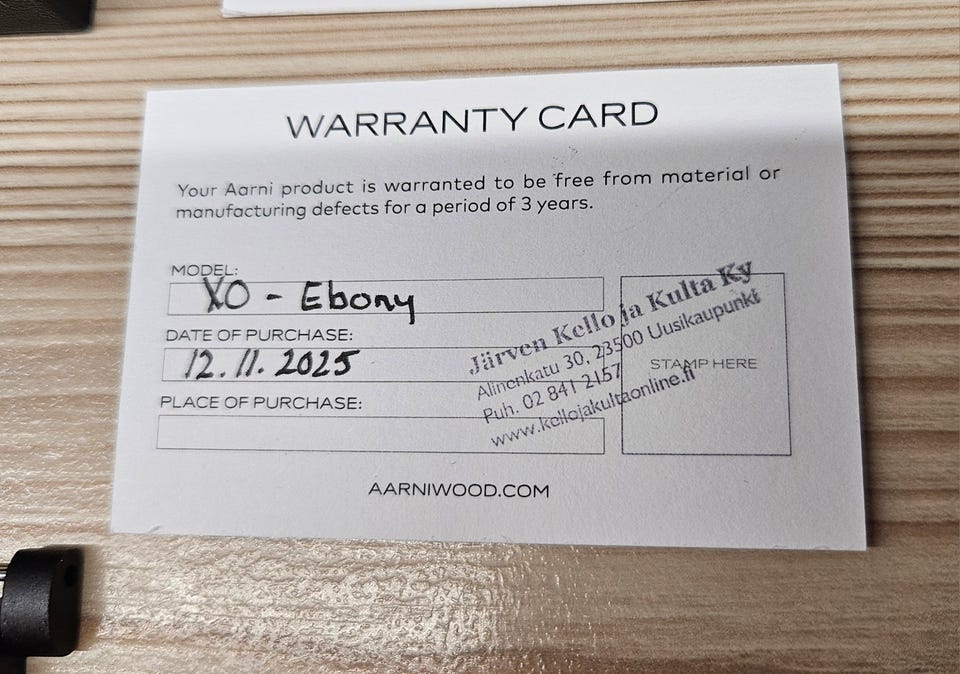 WARRANTY CARD
Your Aarni product is warranted to be free from material or
manufacturing defects for a period of 3 years.
MODEL:
XO - Ebony
DATE OF PURCHASE:
12.11.2025
PLACE OF PURCHASE:
Järven Kello ja Kulta Ky
Alinenkatu 30, 23500 Uusikaupunki
Puh. 02 841 2157
www.kellojakultaonline.fi
STAMP HERE
AARNIWOOD.COM